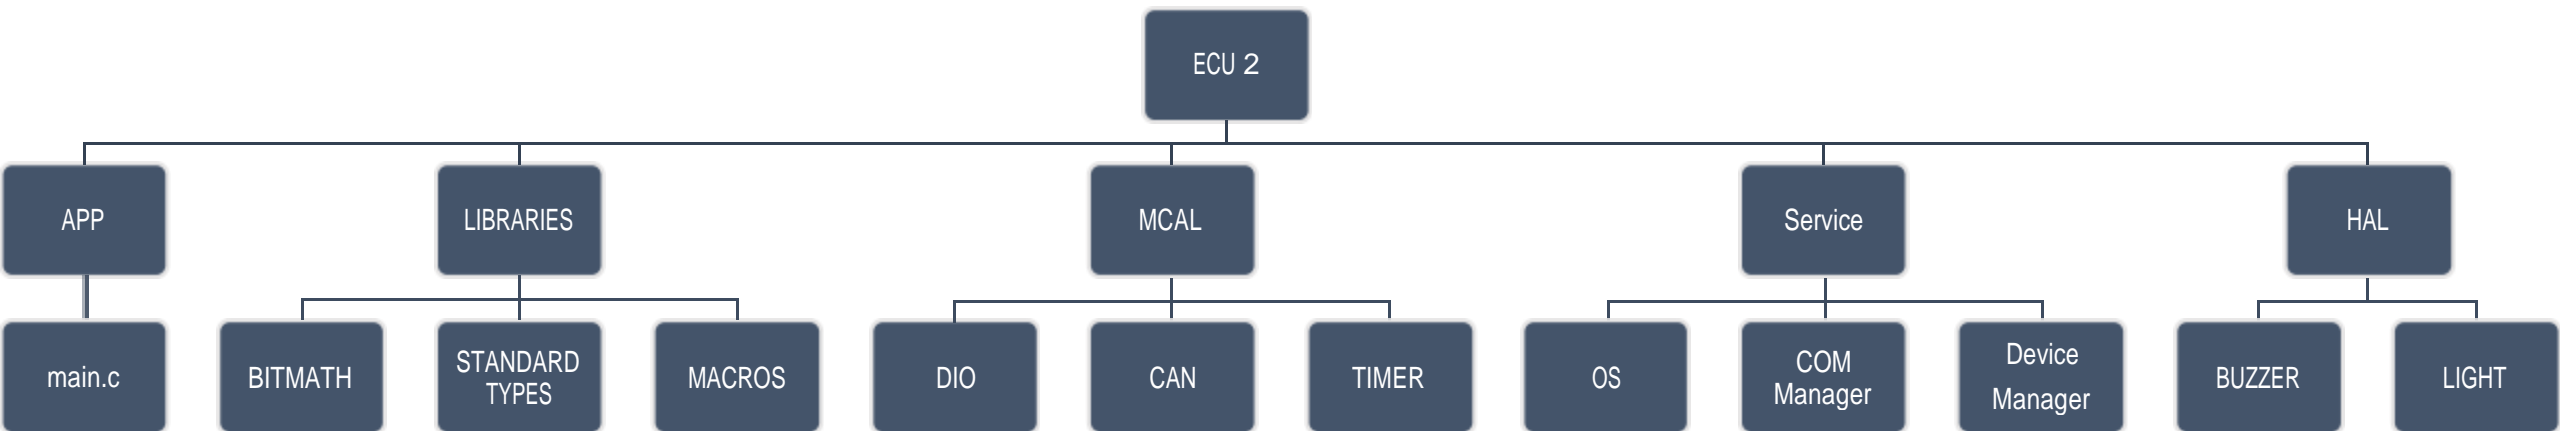 ECU 2
APP
LIBRARIES
MCAL
Service
HAL
main.c
BITMATH
STANDARD
TYPES
MACROS
DIO
CAN
TIMER
OS
COM
Manager
Device
Manager
BUZZER
LIGHT